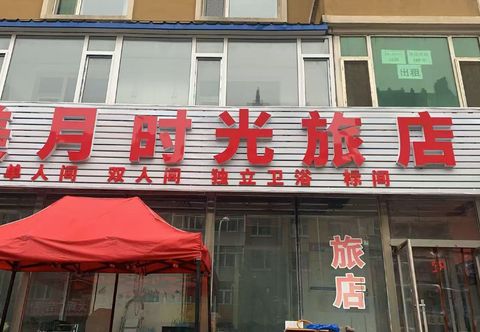 出租
美月时光旅店
单人间 双人间 独立卫浴 标间
旅店